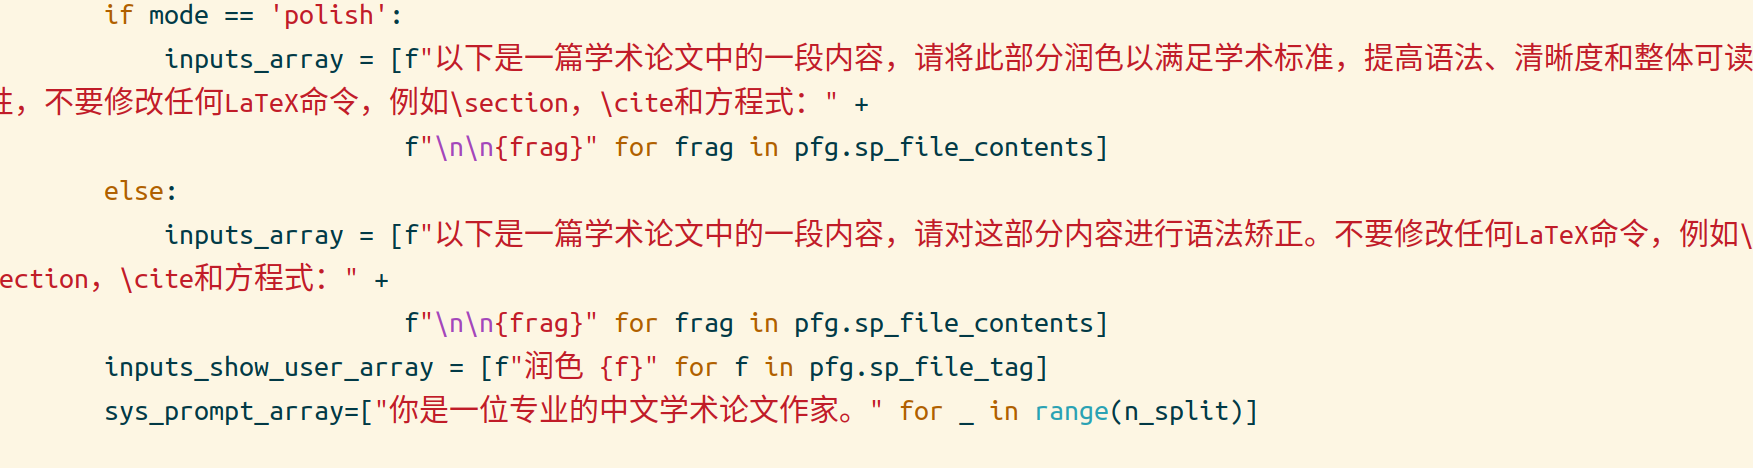 if mode == 'polish':
inputs_array = [f"以下是一篇学术论文中的一段内容，请将此部分润色以满足学术标准，提高语法、清晰度和整体可读
性，不要修改任何LaTeX命令，例如\section，\cite和方程式：" +
f"\n\n{frag}" for frag in pfg.sp_file_contents]
else:
inputs_array = [f"以下是一篇学术论文中的一段内容，请对这部分内容进行语法矫正。不要修改任何LaTeX命令，例如\
ection，\cite和方程式：" +
f"\n\n{frag}" for frag in pfg.sp_file_contents]
inputs_show_user_array = [f"润色 {f}" for f in pfg.sp_file_tag]
sys_prompt_array=["你是一位专业的中文学术论文作家。" for _ in range(n_split)]